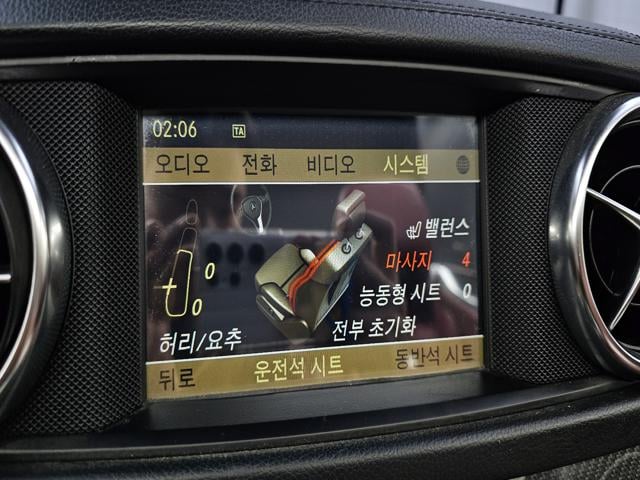 02:06 TA
오디오 전화 비디오 시스템
밸런스
마사지 4
0
능동형 시트 0
0
허리/요추 전부 초기화
뒤로 운전석 시트 동반석 시트